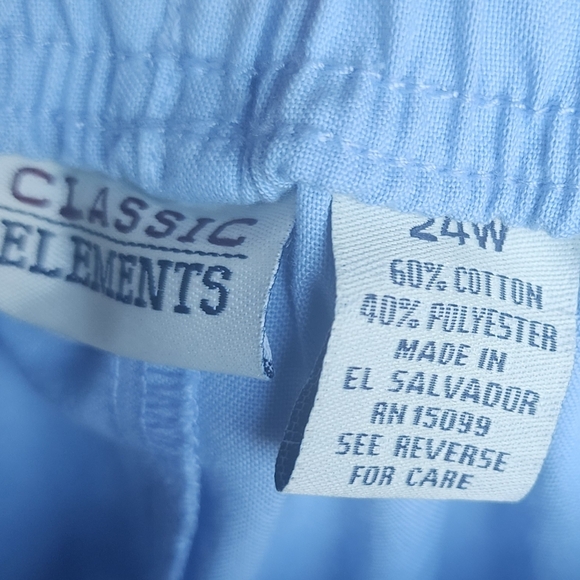 CLASSIC
ELEMENTS
24W
60% COTTON
40% POLYESTER
MADE IN
EL SALVADOR
RN 15099
SEE REVERSE
FOR CARE